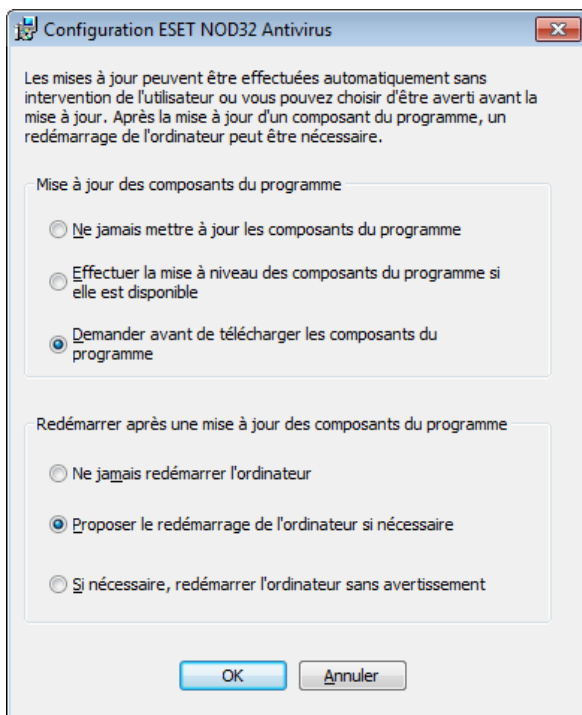 Configuration ESET NOD32 Antivirus
Les mises à jour peuvent être effectuées automatiquement sans
intervention de l'utilisateur ou vous pouvez choisir d'être averti avant la
mise à jour. Après la mise à jour d'un composant du programme, un
redémarrage de l'ordinateur peut être nécessaire.
Mise à jour des composants du programme
Ne jamais mettre à jour les composants du programme
Effectuer la mise à niveau des composants du programme si
elle est disponible
Demander avant de télécharger les composants du
programme
Redémarrer après une mise à jour des composants du programme
Ne jamais redémarrer l'ordinateur
Proposer le redémarrage de l'ordinateur si nécessaire
Si nécessaire, redémarrer l'ordinateur sans avertissement
OK
Annuler